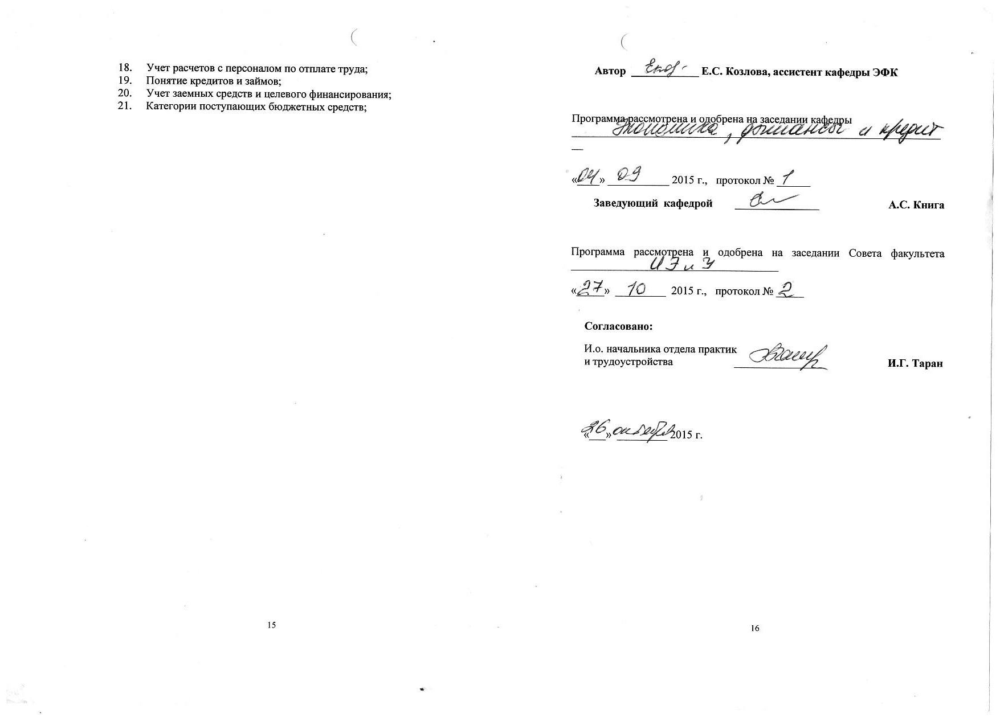 18. Учет расчетов с персоналом по отплате труда;
19. Понятие кредитов и займов;
20. Учет заемных средств и целевого финансирования;
21. Категории поступающих бюджетных средств;
15
Автор ___________ Е.С. Козлова, ассистент кафедры ЭФК
Программа рассмотрена и одобрена на заседании кафедры
Экономика, финансы и кредит
«04» 09 2015 г., протокол № 1
Заведующий кафедрой А.С. Книга
Программа рассмотрена и одобрена на заседании Совета факультета
ИЭиУ
«27» 10 2015 г., протокол № 2
Согласовано:
И.о. начальника отдела практик
и трудоустройства И.Г. Таран
«26» октября 2015 г.
16